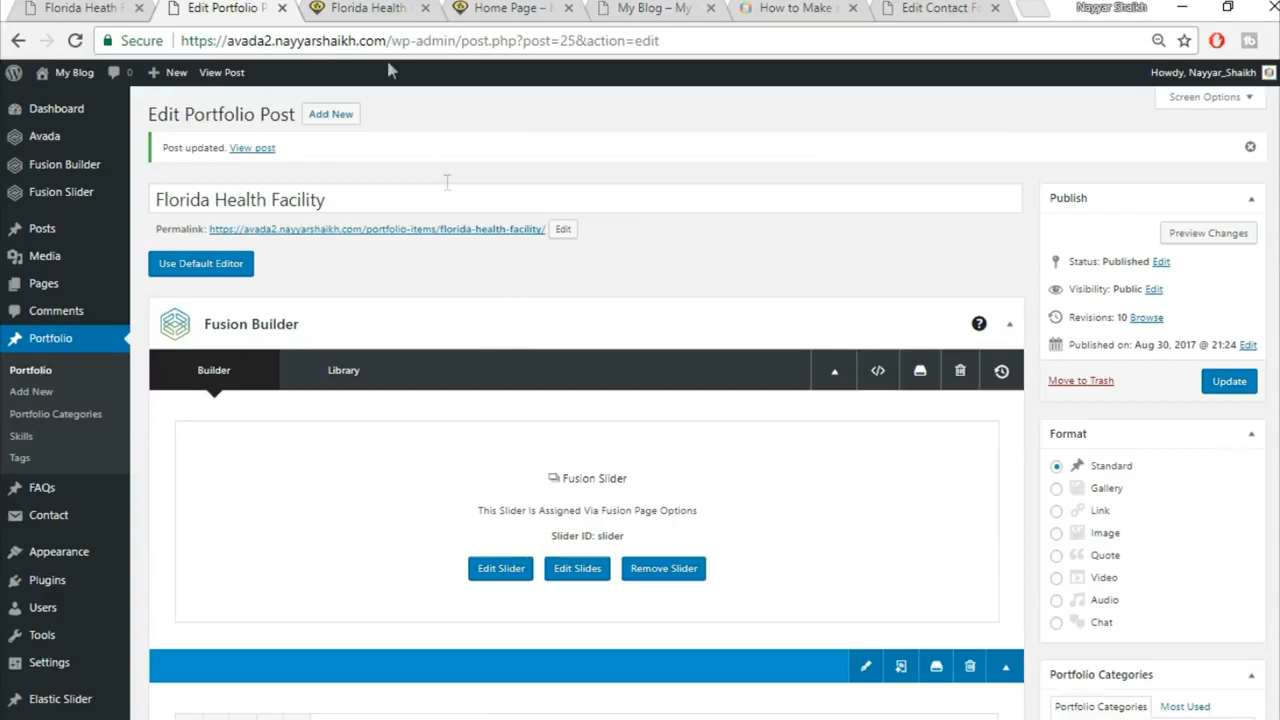 Florida Heath F
Edit Portfolio P
Florida Health
Home Page – 
My Blog – My
How to Make a
Edit Contact Fo
Nayyar Shaikh
Secure
https://avada2.nayyarshaikh.com/wp-admin/post.php?post=25&action=edit
My Blog
0
New
View Post
Howdy, Nayyar_Shaikh
Dashboard
Avada
Fusion Builder
Fusion Slider
Posts
Media
Pages
Comments
Portfolio
Portfolio
Add New
Portfolio Categories
Skills
Tags
FAQs
Contact
Appearance
Plugins
Users
Tools
Settings
Elastic Slider
Screen Options
Edit Portfolio Post
Add New
Post updated. View post
Florida Health Facility
Permalink: https://avada2.nayyarshaikh.com/portfolio-items/florida-health-facility/
Edit
Use Default Editor
Fusion Builder
Builder
Library
Fusion Slider
This Slider Is Assigned Via Fusion Page Options
Slider ID: slider
Edit Slider
Edit Slides
Remove Slider
Publish
Preview Changes
Status: Published Edit
Visibility: Public Edit
Revisions: 10 Browse
Published on: Aug 30, 2017 @ 21:24 Edit
Move to Trash
Update
Format
Standard
Gallery
Link
Image
Quote
Video
Audio
Chat
Portfolio Categories
Portfolio Categories
Most Used